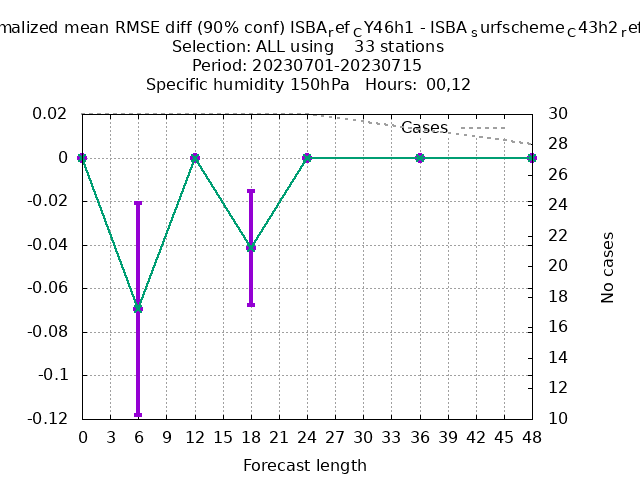 malized mean RMSE diff (90% conf) ISBA_ref_CY46h1 - ISBA_surfscheme_C43h2_ref
Selection: ALL using 33 stations
Period: 20230701-20230715
Specific humidity 150hPa Hours: 00,12
Cases
0.02
0
-0.02
-0.04
-0.06
-0.08
-0.1
-0.12
30
28
26
24
22
20
18
16
14
12
10
No cases
0 3 6 9 12 15 18 21 24 27 30 33 36 39 42 45 48
Forecast length